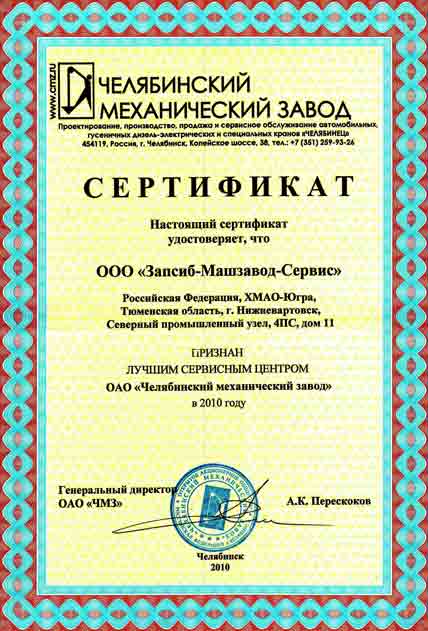 www.cmz.ru
ЧЕЛЯБИНСКИЙ
МЕХАНИЧЕСКИЙ ЗАВОД
Проектирование, производство, продажа и сервисное обслуживание автомобильных,
гусеничных дизель-электрических и специальных кранов «ЧЕЛЯБИНЕЦ»
454119, Россия, г. Челябинск, Копейское шоссе, 38, тел.: +7 (351) 259-93-26
СЕРТИФИКАТ
Настоящий сертификат
удостоверяет, что
ООО «Запсиб-Машзавод-Сервис»
Российская Федерация, ХМАО-Югра,
Тюменская область, г. Нижневартовск,
Северный промышленный узел, 4ПС, дом 11
ПРИЗНАН
ЛУЧШИМ СЕРВИСНЫМ ЦЕНТРОМ
ОАО «Челябинский механический завод»
в 2010 году
Генеральный директор
ОАО «ЧМЗ»
А.К. Перескоков
Челябинск
2010